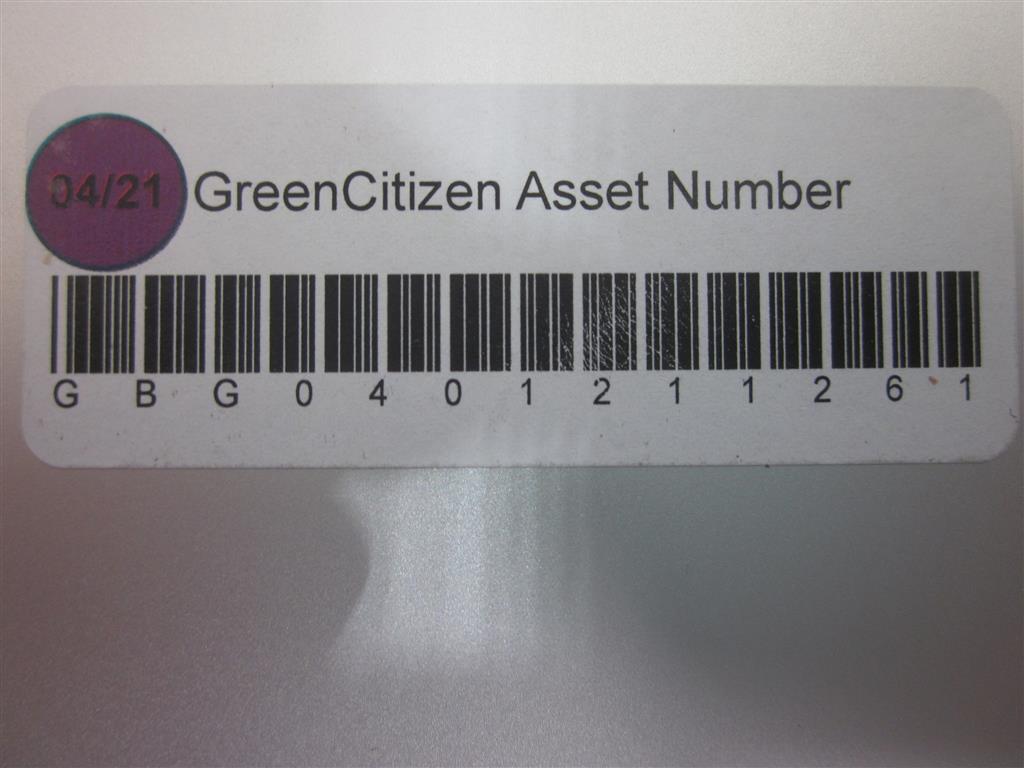 04/21 GreenCitizen Asset Number
G B G 0 4 0 1 2 1 1 2 6 1